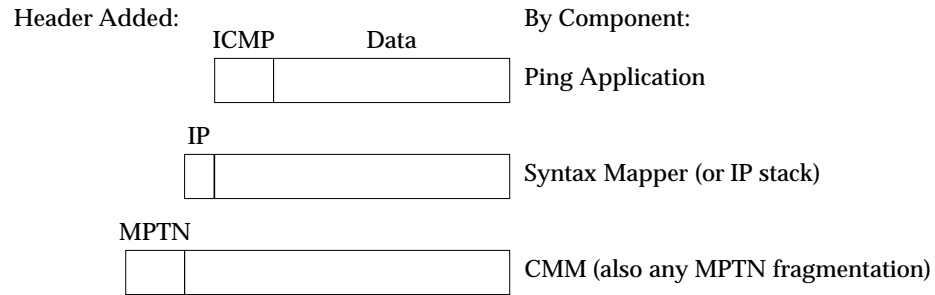 Header Added: By Component:
ICMP Data
Ping Application
IP
Syntax Mapper (or IP stack)
MPTN
CMM (also any MPTN fragmentation)